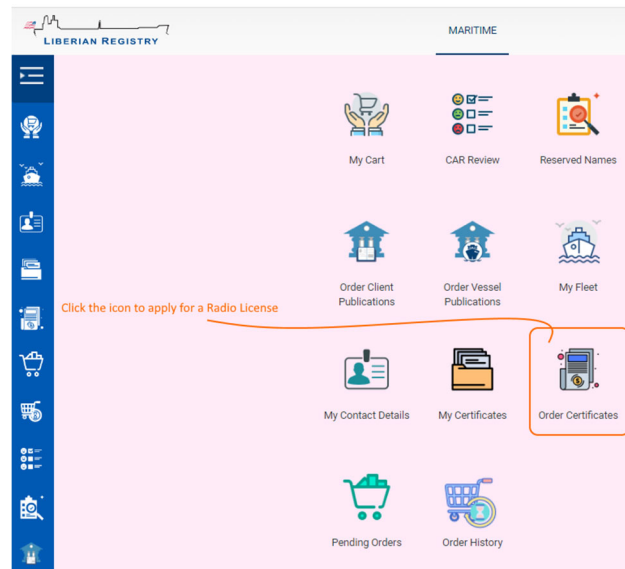 LIBERIAN REGISTRY
MARITIME
My Cart
CAR Review
Reserved Names
Order Client
Publications
Order Vessel
Publications
My Fleet
Click the icon to apply for a Radio License
My Contact Details
My Certificates
Order Certificates
Pending Orders
Order History